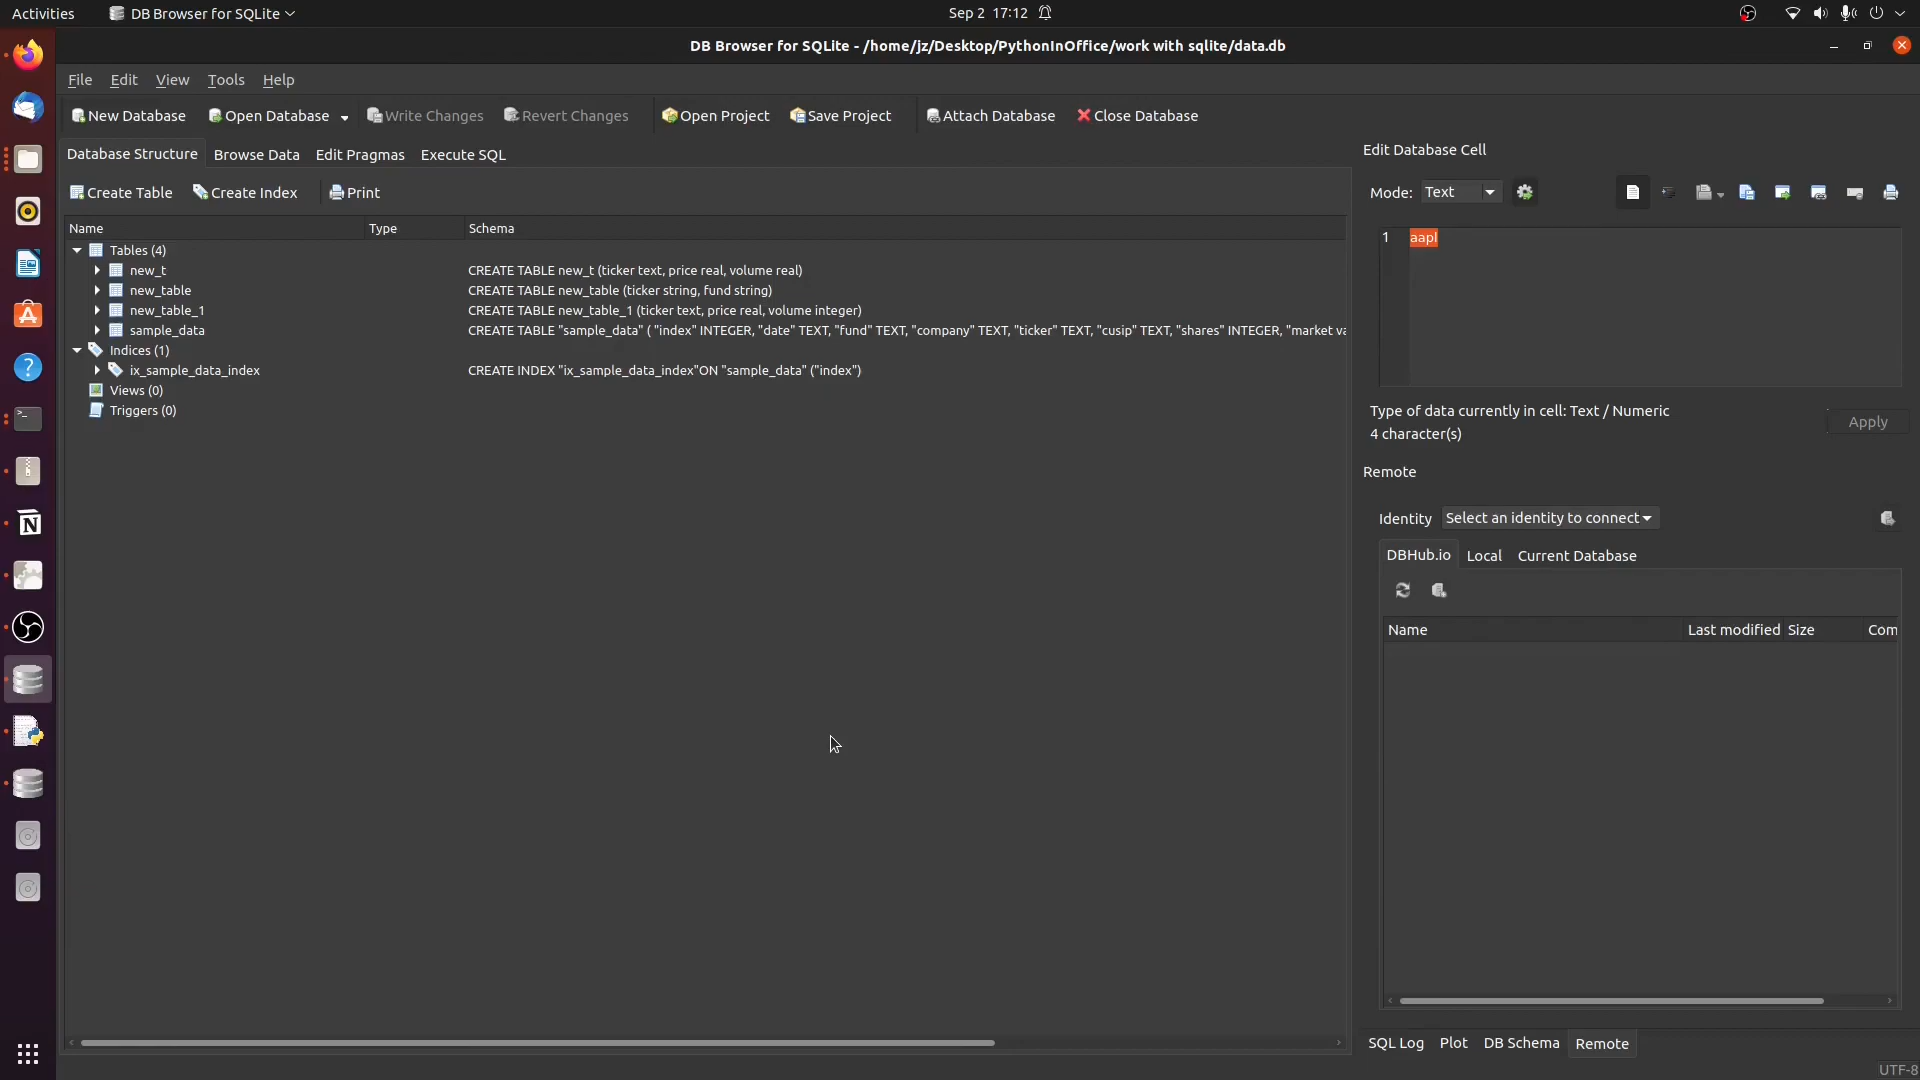 Activities DB Browser for SQLite Sep 2 17:12
DB Browser for SQLite - /home/jz/Desktop/PythonInOffice/work with sqlite/data.db
File Edit View Tools Help
New Database Open Database Write Changes Revert Changes Open Project Save Project Attach Database Close Database
Database Structure Browse Data Edit Pragmas Execute SQL
Create Table Create Index Print
Name Type Schema
Tables (4)
new_t CREATE TABLE new_t (ticker text, price real, volume real)
new_table CREATE TABLE new_table (ticker string, fund string)
new_table_1 CREATE TABLE new_table_1 (ticker text, price real, volume integer)
sample_data CREATE TABLE "sample_data" ( "index" INTEGER, "date" TEXT, "fund" TEXT, "company" TEXT, "ticker" TEXT, "cusip" TEXT, "shares" INTEGER, "market va
Indices (1)
ix_sample_data_index CREATE INDEX "ix_sample_data_index"ON "sample_data" ("index")
Views (0)
Triggers (0)
Edit Database Cell
Mode: Text
1 aapl
Type of data currently in cell: Text / Numeric
4 character(s)
Apply
Remote
Identity Select an identity to connect
DBHub.io Local Current Database
Name Last modified Size Com
SQL Log Plot DB Schema Remote
UTF-8